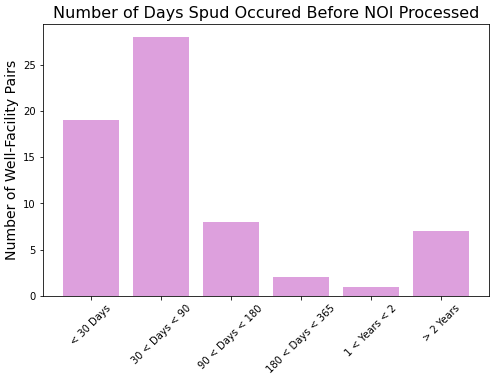 Number of Days Spud Occured Before NOI Processed
Number of Well-Facility Pairs
25
20
15
10
5
0
< 30 Days
30 < Days < 90
90 < Days < 180
180 < Days < 365
1 < Years < 2
> 2 Years